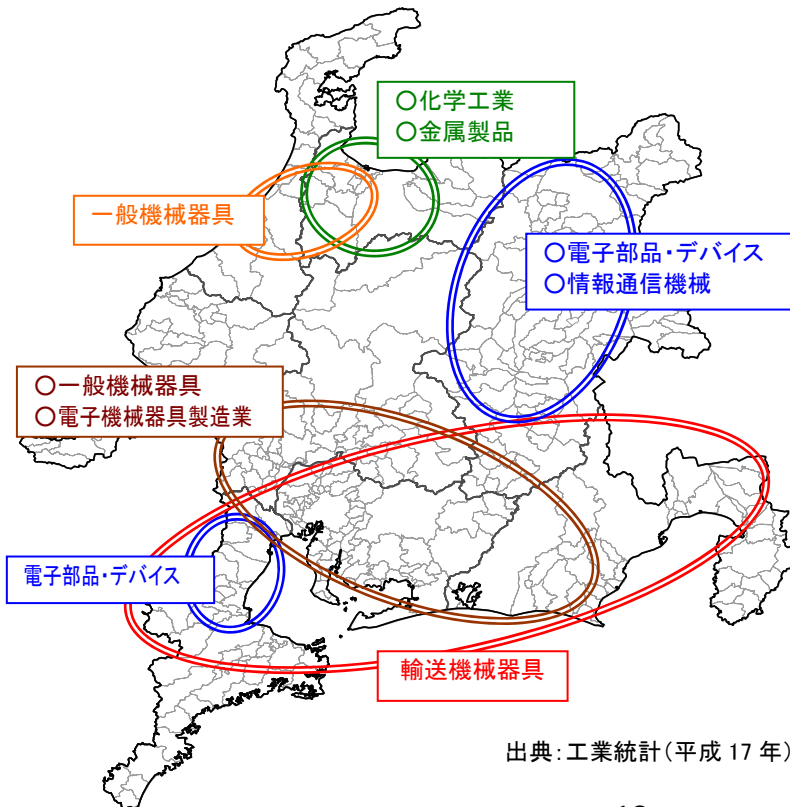 ○化学工業
○金属製品
一般機械器具
○電子部品・デバイス
○情報通信機械
○一般機械器具
○電子機械器具製造業
電子部品・デバイス
輸送機械器具
出典：工業統計（平成 17 年）